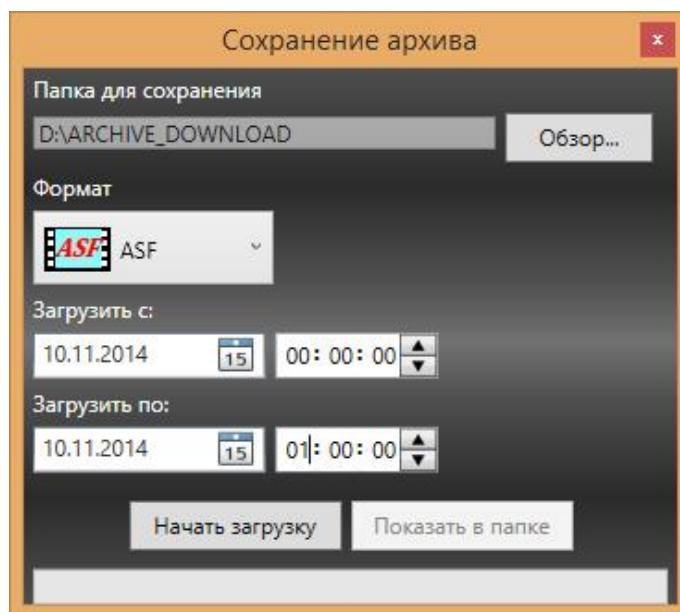 Сохранение архива
x
Папка для сохранения
D:\ARCHIVE_DOWNLOAD
Обзор...
Формат
ASF ASF
Загрузить с:
10.11.2014 15 00: 00: 00
Загрузить по:
10.11.2014 15 01: 00: 00
Начать загрузку Показать в папке